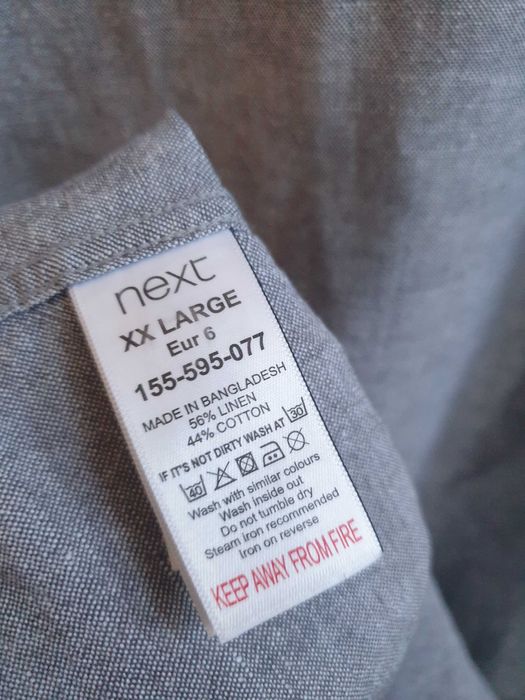 next
XX LARGE
Eur 6
155-595-077
MADE IN BANGLADESH
56% LINEN
44% COTTON
IF IT'S NOT DIRTY WASH AT 30
40
Wash with similar colours
Wash inside out
Do not tumble dry
Steam iron recommended
Iron on reverse
KEEP AWAY FROM FIRE